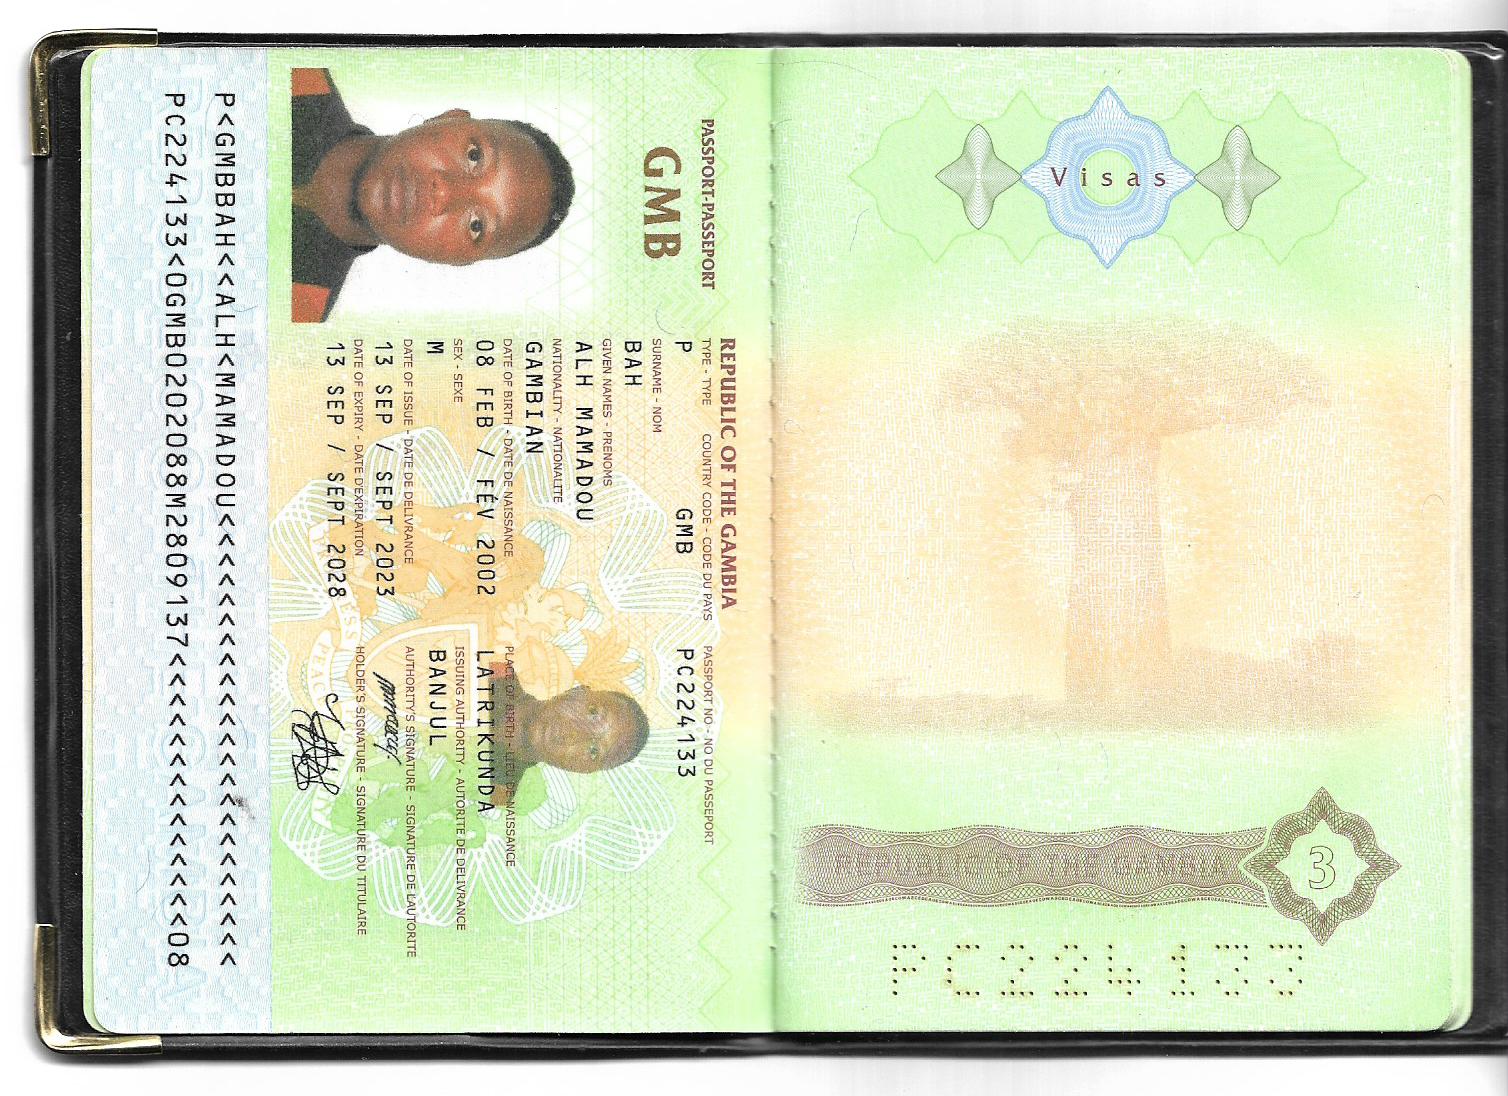 REPUBLIC OF THE GAMBIA
PASSPORT-PASSEPORT
TYPE - TYPE COUNTRY CODE - CODE DU PAYS PASSPORT NO - NO DU PASSEPORT
GMB
P GMB PC224133
SURNAME - NOM
BAH
GIVEN NAMES - PRENOMS
ALH MAMADOU
NATIONALITY - NATIONALITE
GAMBIAN
DATE OF BIRTH - DATE DE NAISSANCE PLACE OF BIRTH - LIEU DE NAISSANCE
08 FEB / FÉV 2002 LATRIKUNDA
SEX - SEXE ISSUING AUTHORITY - AUTORITE DE DELIVRANCE
M BANJUL
DATE OF ISSUE - DATE DE DELIVRANCE AUTHORITY'S SIGNATURE - SIGNATURE DE L'AUTORITE
13 SEP / SEPT 2023
DATE OF EXPIRY - DATE D'EXPIRATION HOLDER'S SIGNATURE - SIGNATURE DU TITULAIRE
13 SEP / SEPT 2028
P<GMBBAH<<ALH<MAMADOU<<<<<<<<<<<<<<<<<<<<<<<
PC224133<0GMB0202088M2809137<<<<<<<<<<<<<<08
Visas
3
PC224133